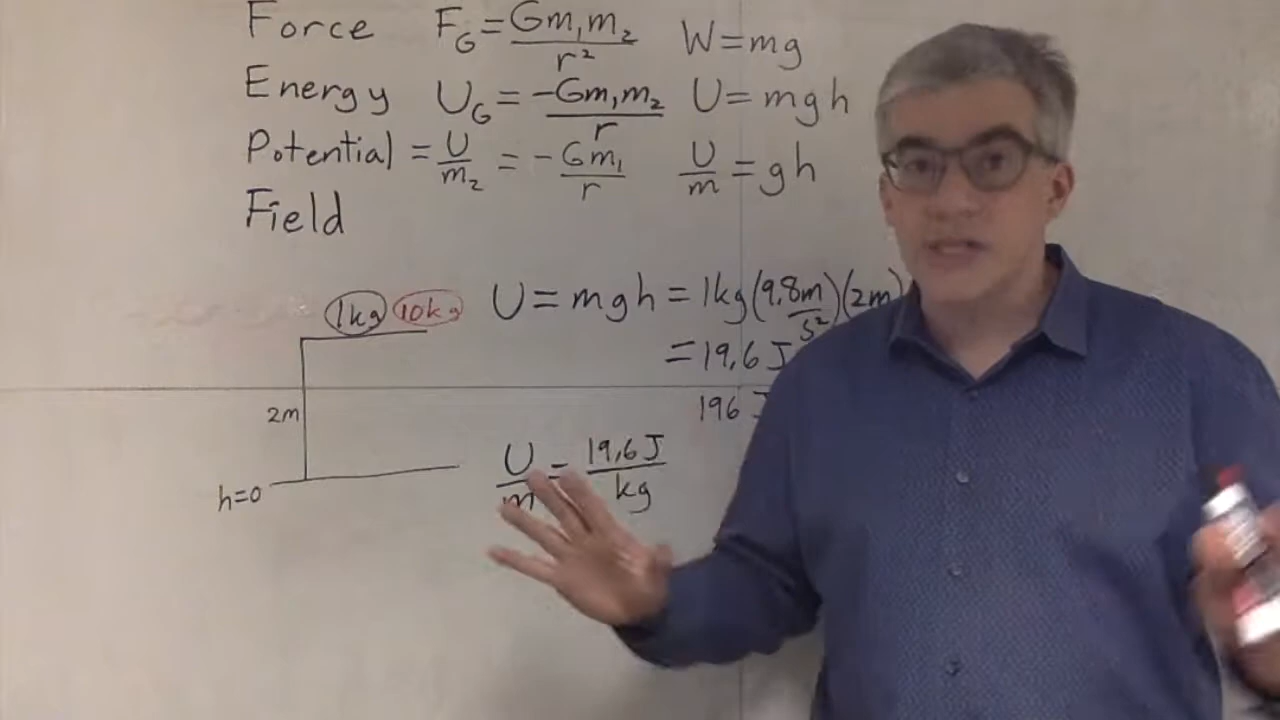 Force F_G = Gm₁m₂/r² W = mg
Energy U_G = -Gm₁m₂/r U = mgh
Potential = U/m₂ = -Gm₁/r U/m = gh
Field
1kg 10kg U = mgh = 1kg(9.8m/s²)(2m)
= 19.6 J
2m 196 J
U/m = 19.6 J/kg
h=0